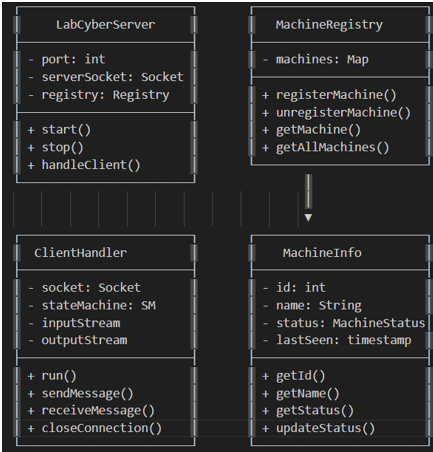 LabCyberServer
- port: int
- serverSocket: Socket
- registry: Registry
+ start()
+ stop()
+ handleClient()
MachineRegistry
- machines: Map
+ registerMachine()
+ unregisterMachine()
+ getMachine()
+ getAllMachines()
ClientHandler
- socket: Socket
- stateMachine: SM
- inputStream
- outputStream
+ run()
+ sendMessage()
+ receiveMessage()
+ closeConnection()
MachineInfo
- id: int
- name: String
- status: MachineStatus
- lastSeen: timestamp
+ getId()
+ getName()
+ getStatus()
+ updateStatus()